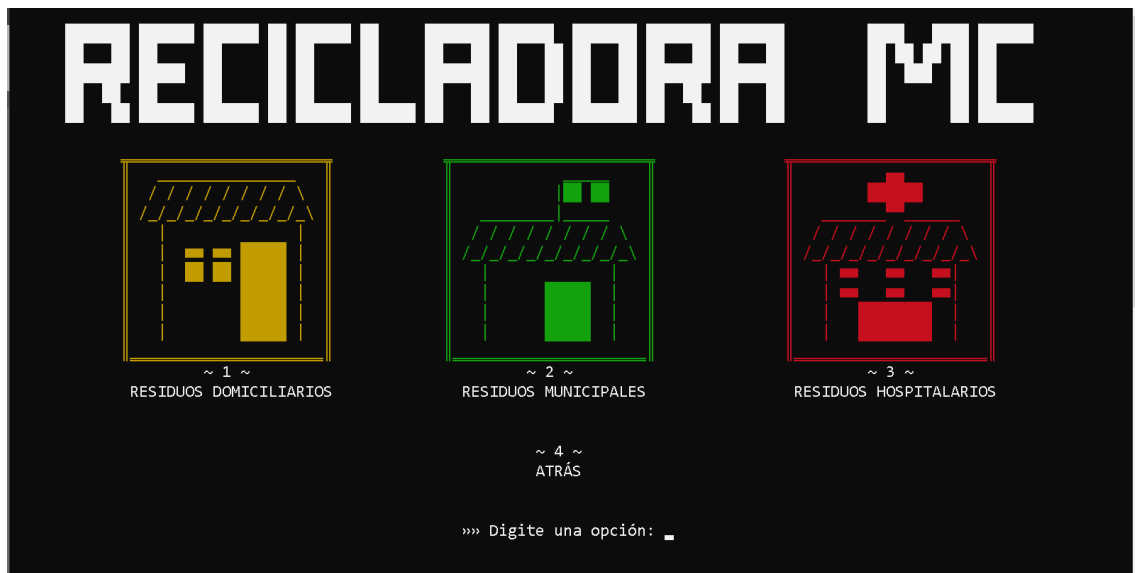 RECICLADORA MC
~ 1 ~ ~ 2 ~ ~ 3 ~
RESIDUOS DOMICILIARIOS RESIDUOS MUNICIPALES RESIDUOS HOSPITALARIOS
~ 4 ~
ATRÁS
»» Digite una opción: _